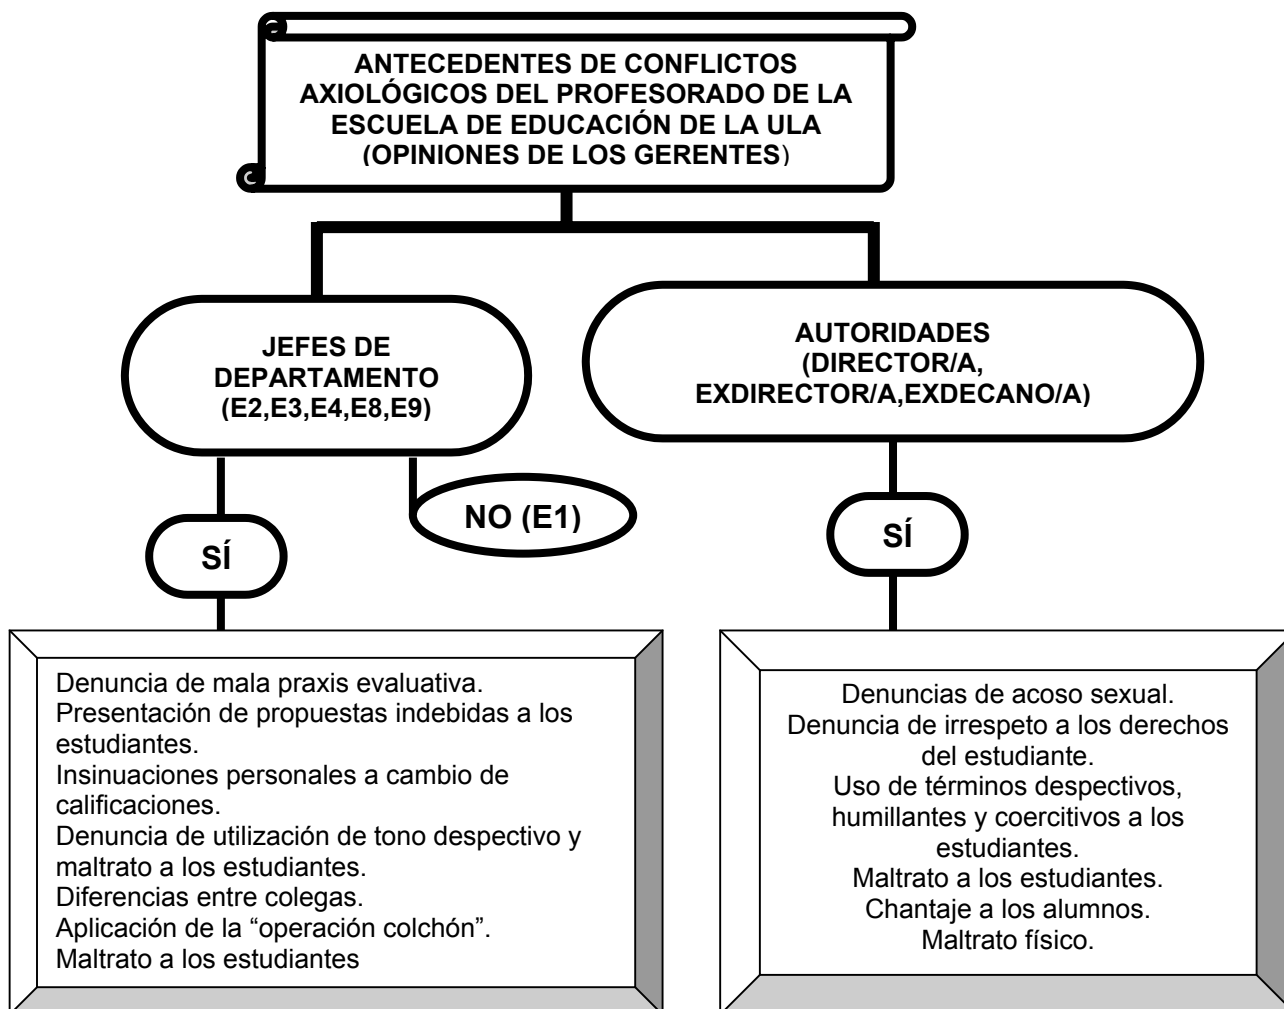 ANTECEDENTES DE CONFLICTOS
AXIOLÓGICOS DEL PROFESORADO DE LA
ESCUELA DE EDUCACIÓN DE LA ULA
(OPINIONES DE LOS GERENTES)
JEFES DE
DEPARTAMENTO
(E2,E3,E4,E8,E9)
AUTORIDADES
(DIRECTOR/A,
EXDIRECTOR/A,EXDECANO/A)
NO (E1)
SÍ
SÍ
Denuncia de mala praxis evaluativa.
Presentación de propuestas indebidas a los
estudiantes.
Insinuaciones personales a cambio de
calificaciones.
Denuncia de utilización de tono despectivo y
maltrato a los estudiantes.
Diferencias entre colegas.
Aplicación de la “operación colchón”.
Maltrato a los estudiantes
Denuncias de acoso sexual.
Denuncia de irrespeto a los derechos
del estudiante.
Uso de términos despectivos,
humillantes y coercitivos a los
estudiantes.
Maltrato a los estudiantes.
Chantaje a los alumnos.
Maltrato físico.